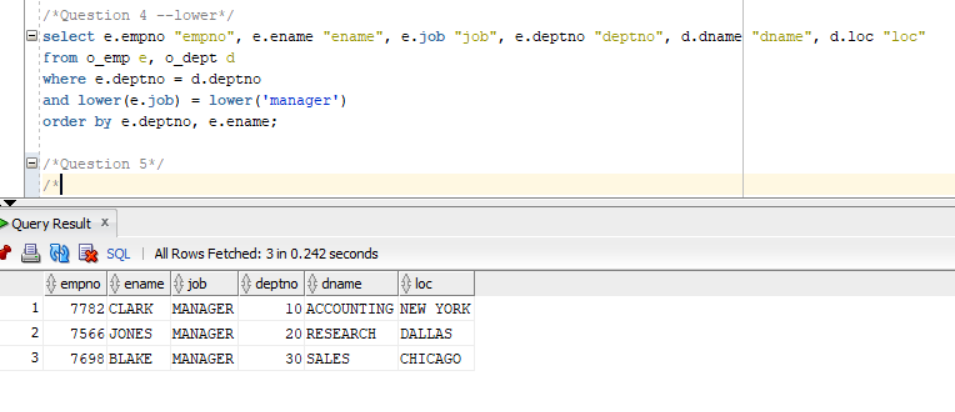 /*Question 4 --lower*/
select e.empno "empno", e.ename "ename", e.job "job", e.deptno "deptno", d.dname "dname", d.loc "loc"
from o_emp e, o_dept d
where e.deptno = d.deptno
and lower(e.job) = lower('manager')
order by e.deptno, e.ename;
/*Question 5*/
/*
Query Result x
SQL | All Rows Fetched: 3 in 0.242 seconds
empno ename job deptno dname loc
1 7782 CLARK MANAGER 10 ACCOUNTING NEW YORK
2 7566 JONES MANAGER 20 RESEARCH DALLAS
3 7698 BLAKE MANAGER 30 SALES CHICAGO